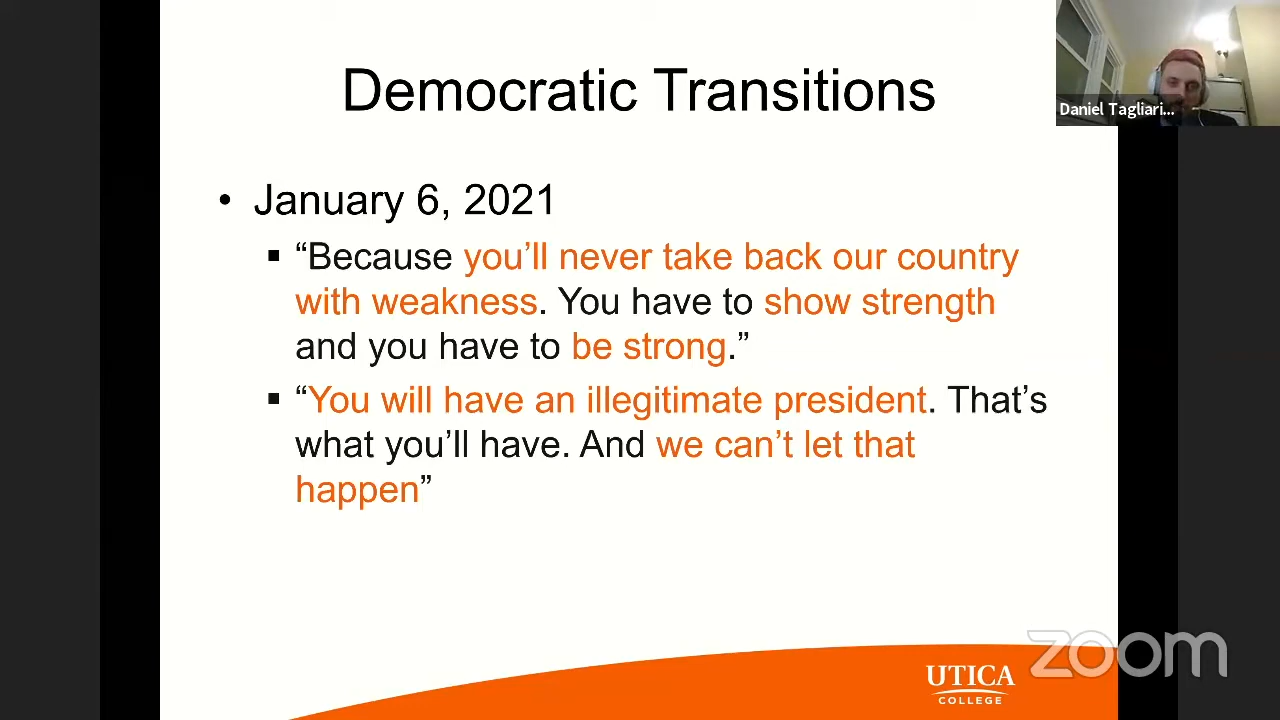 Democratic Transitions
Daniel Tagliari...
• January 6, 2021
▪ “Because you’ll never take back our country
with weakness. You have to show strength
and you have to be strong.”
▪ “You will have an illegitimate president. That’s
what you’ll have. And we can’t let that
happen”
zoom
UTICA
COLLEGE